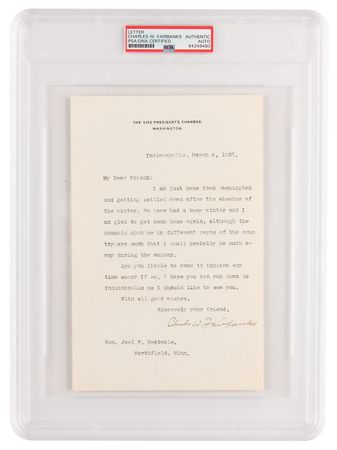 LETTER
CHARLES W. FAIRBANKS AUTHENTIC
PSA/DNA CERTIFIED AUTO
84249490
THE VICE PRESIDENT'S CHAMBER,
WASHINGTON.
Indianapolis, March 8, 1907.
My Dear Friend:
I am just home from Washington
and getting settled down after the absence of
the winter. We have had a busy winter and I
am glad to get back home again, although the
demands upon me in different parts of the coun
try are such that I shall probably be much a-
way during the summer.
Are you liable to come to Indiana any
time soon? If so, I hope you can run down to
Indianapolis as I should like to see you.
With all good wishes,
Sincerely your friend,
Charles W. Fairbanks
Hon. Joel P. Heatwole,
Northfield, Minn.